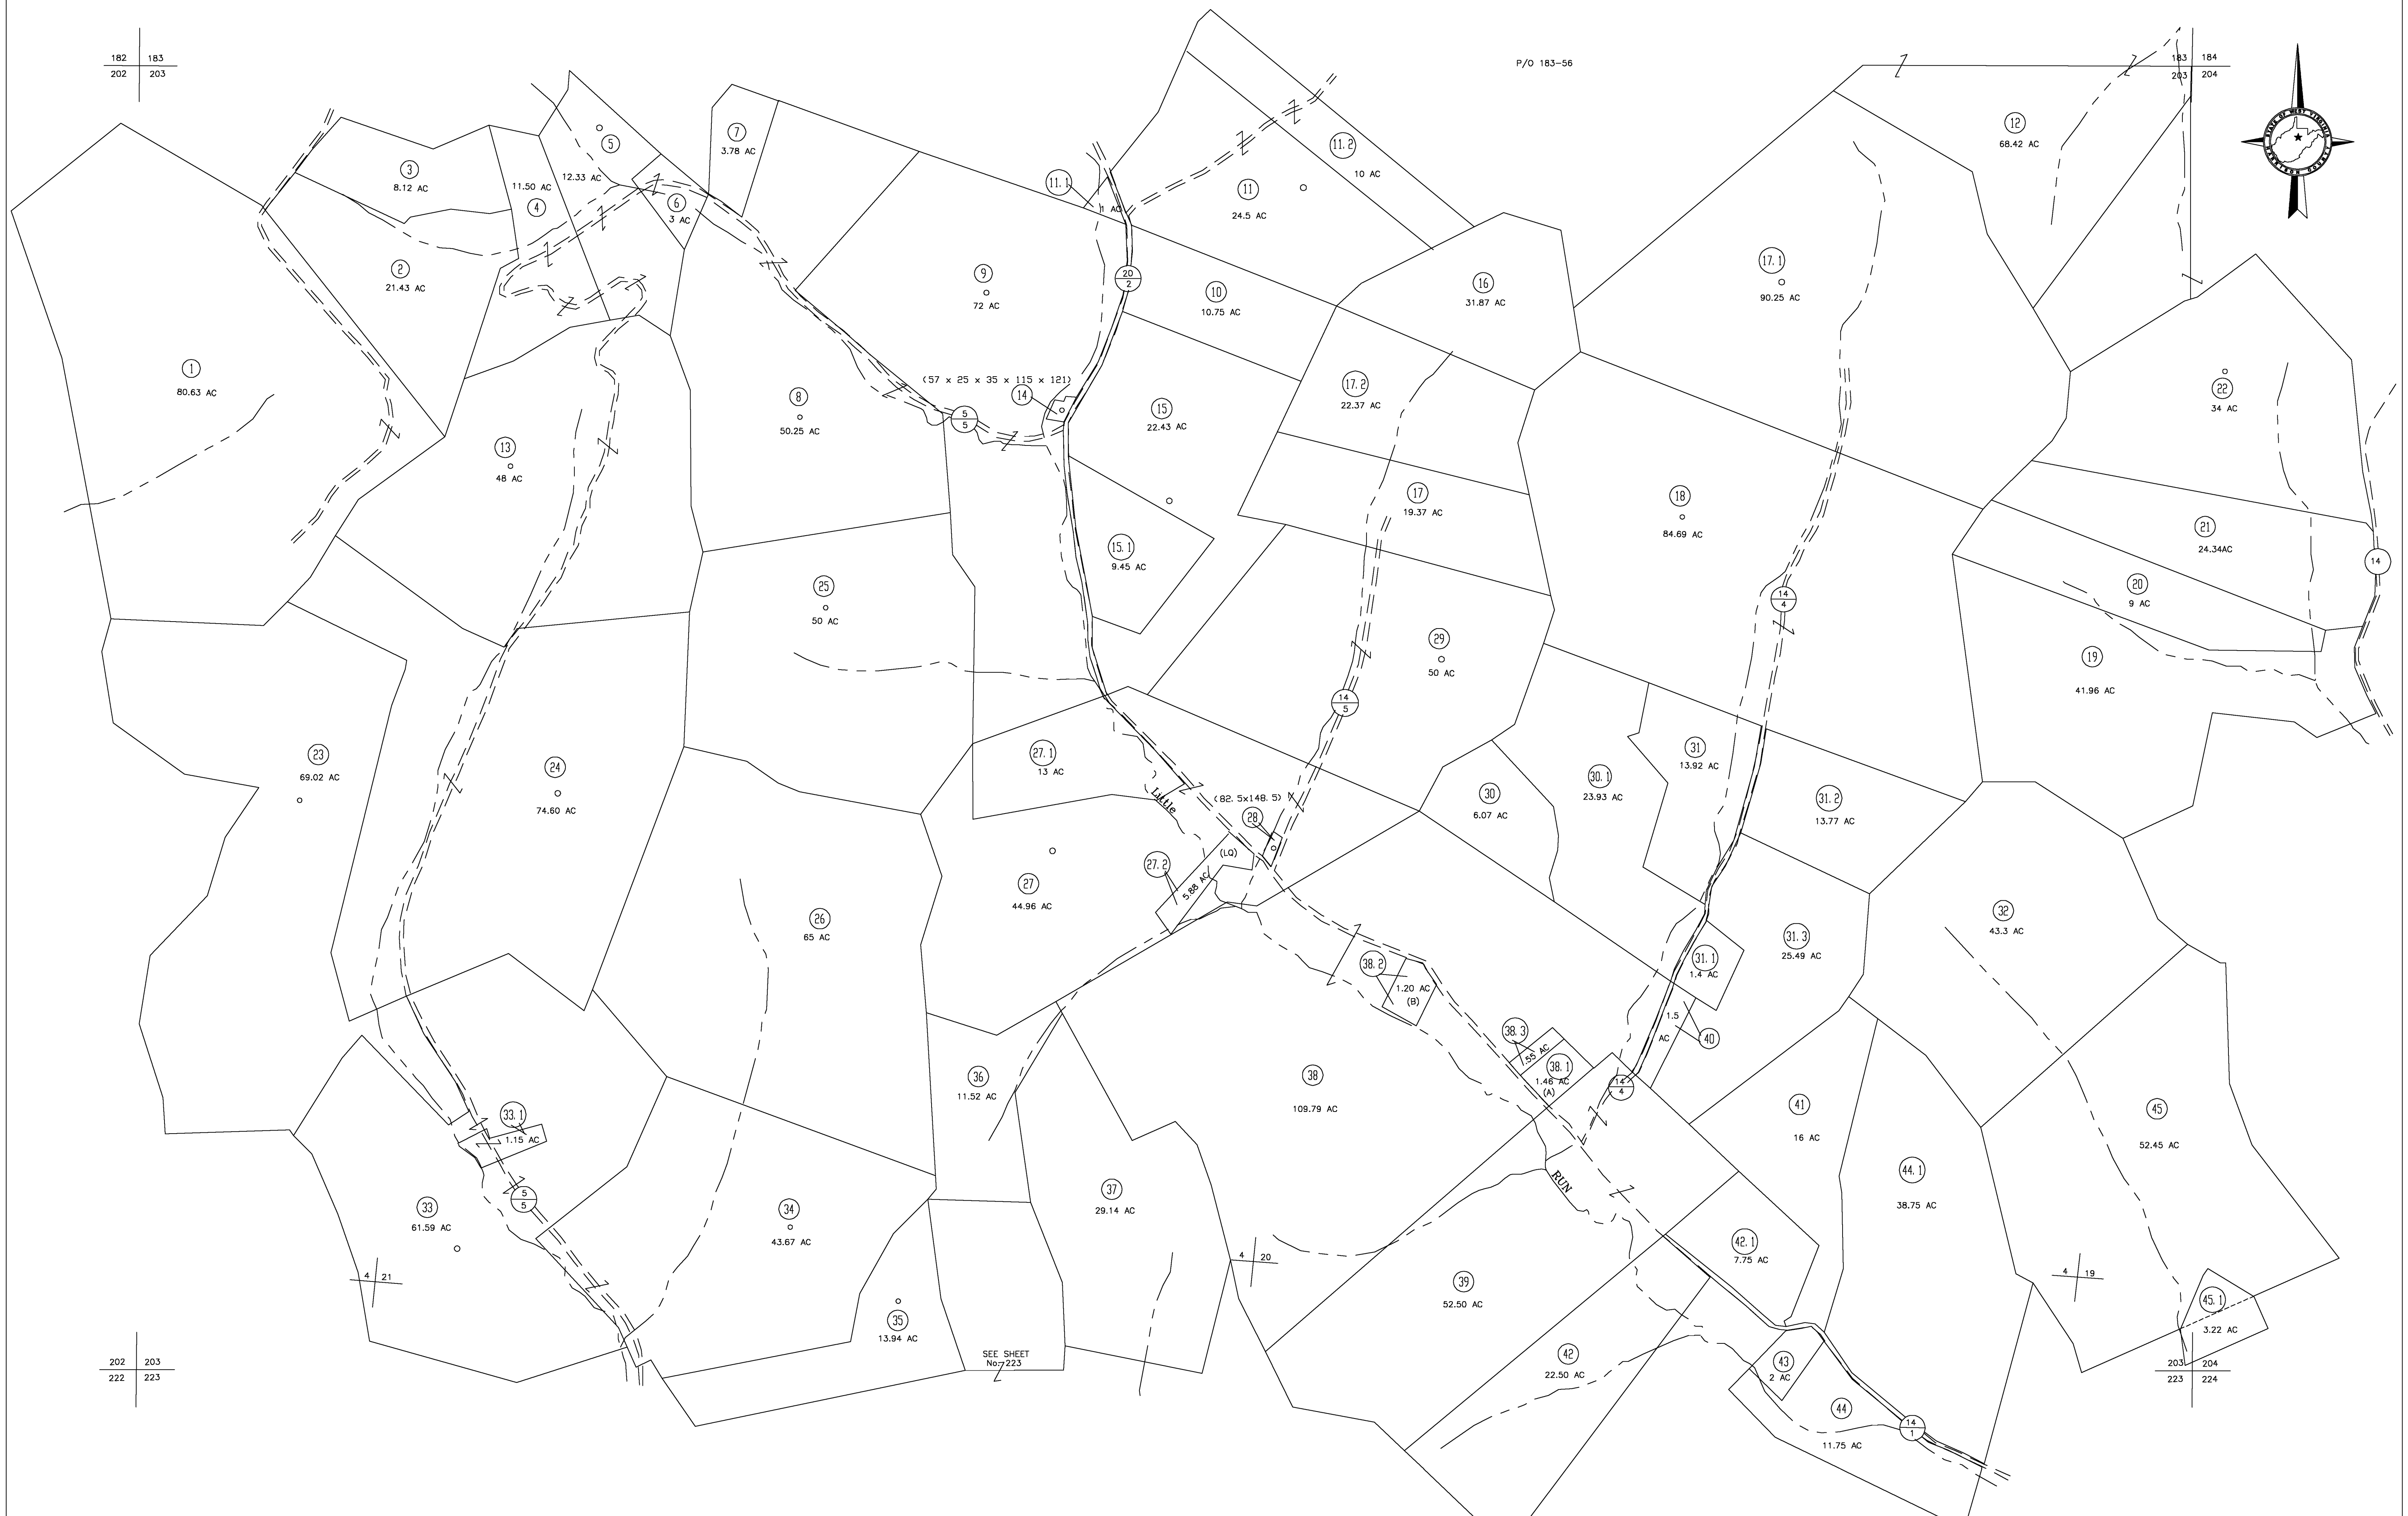 182 183
202 203
P/O 183-56
183 184
203 204
STATE OF WEST VIRGINIA
1
80.63 AC
2
21.43 AC
3
8.12 AC
4
11.50 AC
5
12.33 AC
6
3 AC
7
3.78 AC
8
50.25 AC
9
72 AC
10
10.75 AC
11
24.5 AC
11.1
1 AC
11.2
10 AC
12
68.42 AC
13
48 AC
(57 x 25 x 35 x 115 x 121)
14
15
22.43 AC
15.1
9.45 AC
16
31.87 AC
17
19.37 AC
17.1
90.25 AC
17.2
22.37 AC
18
84.69 AC
19
41.96 AC
20
9 AC
21
24.34AC
22
34 AC
23
69.02 AC
24
74.60 AC
25
50 AC
26
65 AC
27
44.96 AC
27.1
13 AC
27.2
5.88 AC
(LQ)
(82.5x148.5)
28
29
50 AC
30
6.07 AC
30.1
23.93 AC
31
13.92 AC
31.1
1.4 AC
31.2
13.77 AC
31.3
25.49 AC
32
43.3 AC
33
61.59 AC
33.1
1.15 AC
34
43.67 AC
35
13.94 AC
36
11.52 AC
37
29.14 AC
38
109.79 AC
38.1
1.46 AC
(A)
38.2
1.20 AC
(B)
38.3
.55 AC
39
52.50 AC
40
1.5
AC
41
16 AC
42
22.50 AC
42.1
7.75 AC
43
2 AC
44
11.75 AC
44.1
38.75 AC
45
52.45 AC
45.1
3.22 AC
20
2
5
5
14
5
14
4
14
14
4
5
5
14
1
Little
RUN
4 21
4 20
4 19
SEE SHEET
No. 223
202 203
222 223
203 204
223 224